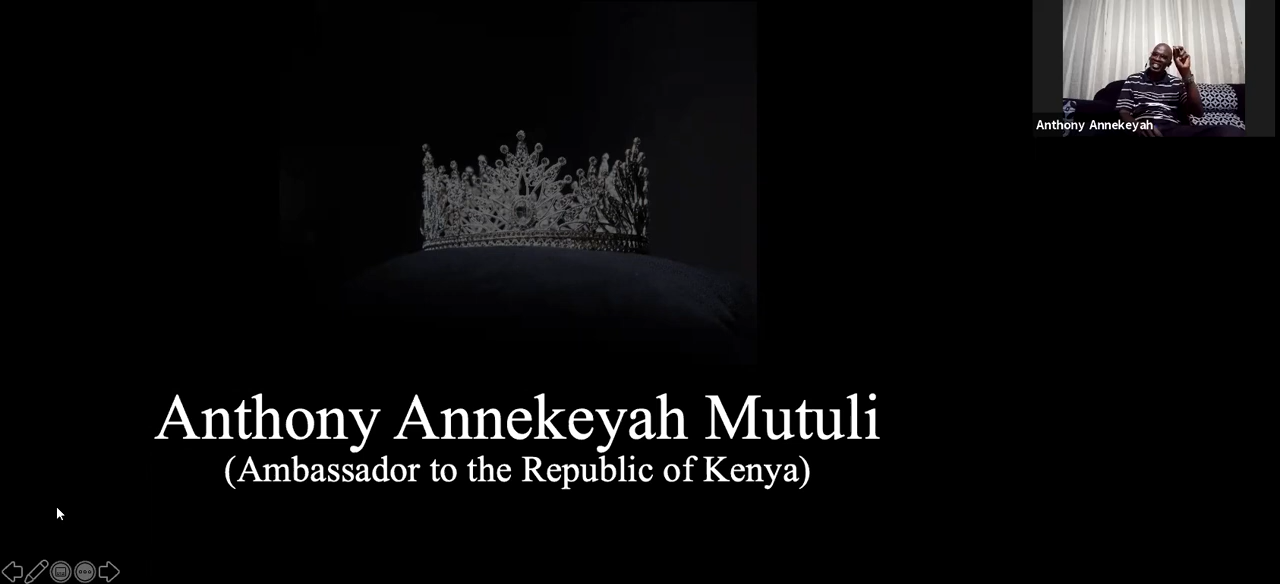 Anthony Annekeyah
Anthony Annekeyah Mutuli
(Ambassador to the Republic of Kenya)